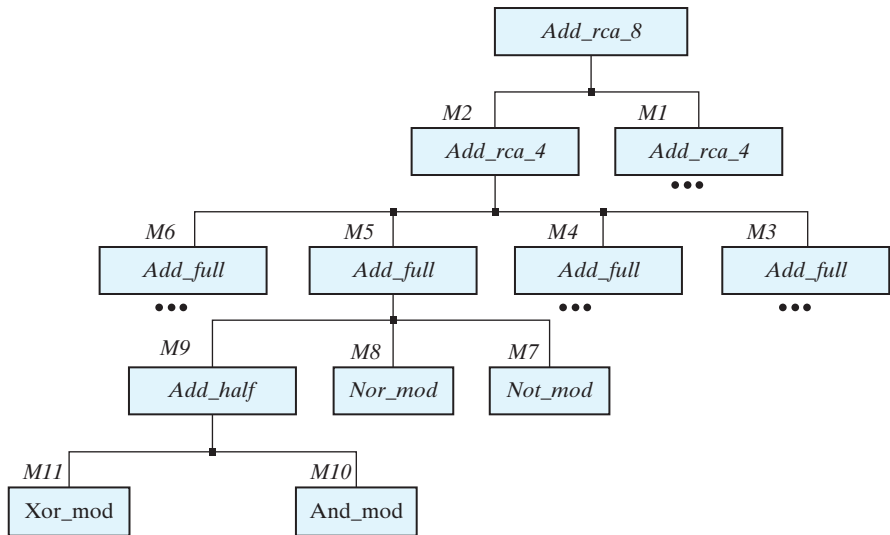 Add_rca_8
M2 M1
Add_rca_4 Add_rca_4
•••
M6 M5 M4 M3
Add_full Add_full Add_full Add_full
••• ••• •••
M9 M8 M7
Add_half Nor_mod Not_mod
M11 M10
Xor_mod And_mod